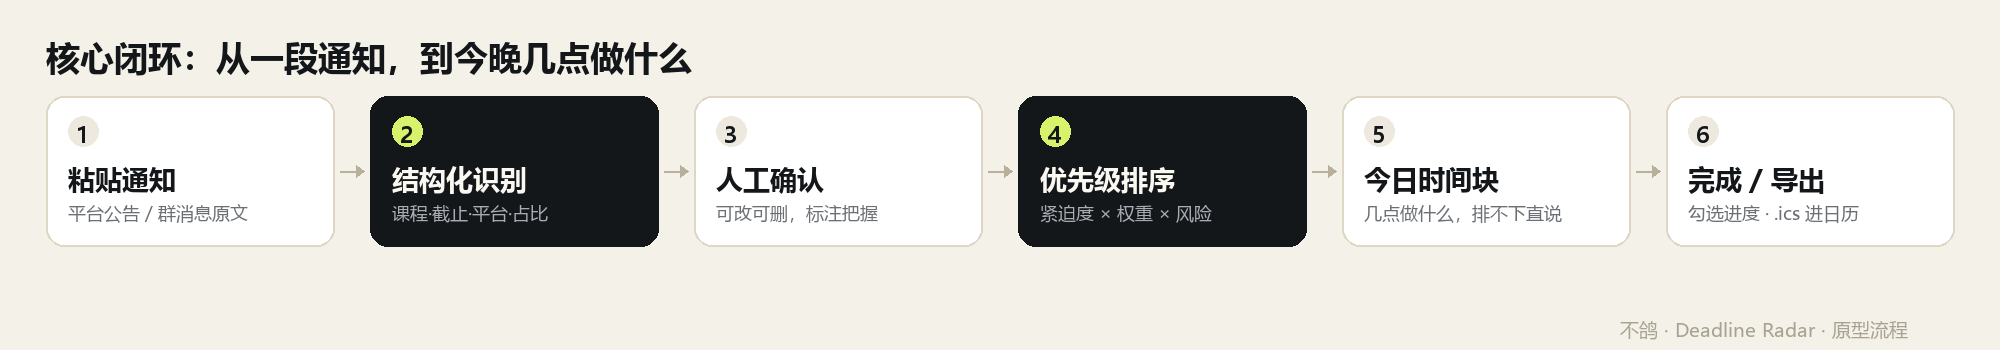 核心闭环：从一段通知，到今晚几点做什么
1
粘贴通知
平台公告 / 群消息原文
2
结构化识别
课程·截止·平台·占比
3
人工确认
可改可删，标注把握
4
优先级排序
紧迫度 × 权重 × 风险
5
今日时间块
几点做什么，排不下直说
6
完成 / 导出
勾选进度 · .ics 进日历
不鸽 · Deadline Radar · 原型流程